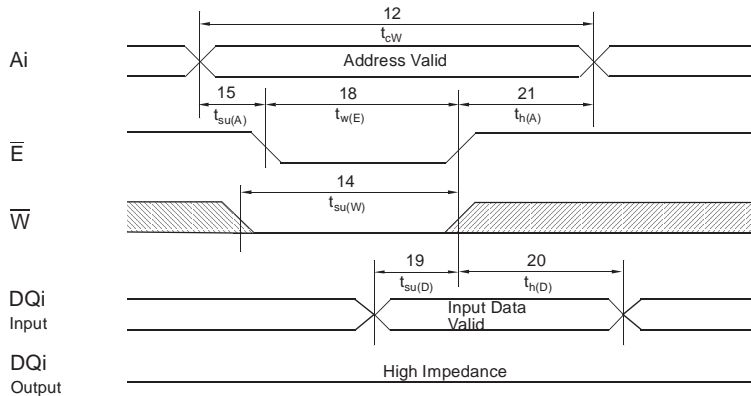 12
Ai
tcW
Address Valid
15 18 21
tsu(A) tw(E) th(A)
E
14
tsu(W)
W
19 20
DQi
tsu(D) th(D)
Input
Input Data
Valid
DQi
High Impedance
Output